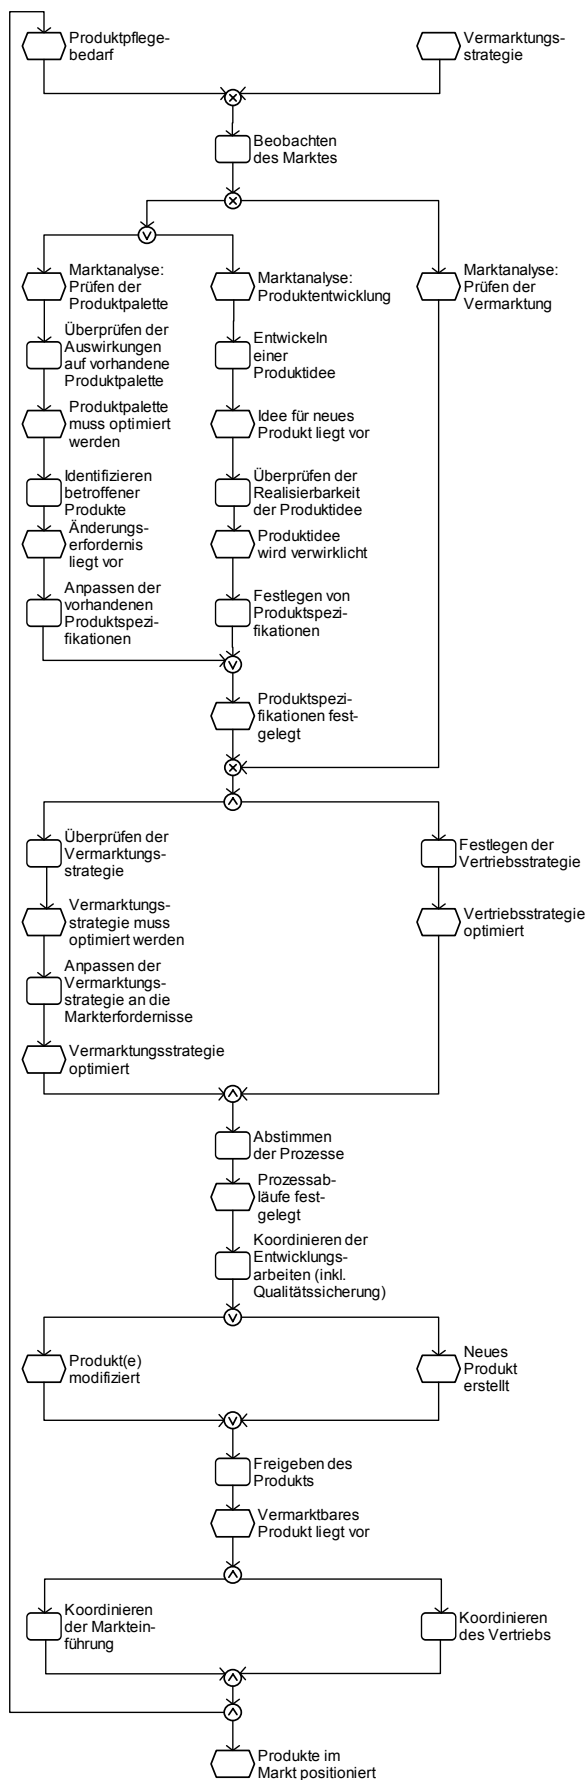 Produktpflege-
bedarf
Vermarktungs-
strategie
Beobachten
des Marktes
Marktanalyse:
Prüfen der
Produktpalette
Marktanalyse:
Produktentwicklung
Marktanalyse:
Prüfen der
Vermarktung
Überprüfen der
Auswirkungen
auf vorhandene
Produktpalette
Entwickeln
einer
Produktidee
Produktpalette
muss optimiert
werden
Idee für neues
Produkt liegt vor
Identifizieren
betroffener
Produkte
Überprüfen der
Realisierbarkeit
der Produktidee
Änderungs-
erfordernis
liegt vor
Produktidee
wird verwirklicht
Anpassen der
vorhandenen
Produktspezi-
fikationen
Festlegen von
Produktspezi-
fikationen
Produktspezi-
fikationen fest-
gelegt
Überprüfen der
Vermarktungs-
strategie
Festlegen der
Vertriebsstrategie
Vermarktungs-
strategie muss
optimiert werden
Vertriebsstrategie
optimiert
Anpassen der
Vermarktungs-
strategie an die
Markterfordernisse
Vermarktungsstrategie
optimiert
Abstimmen
der Prozesse
Prozessab-
läufe fest-
gelegt
Koordinieren der
Entwicklungs-
arbeiten (inkl.
Qualitätssicherung)
Produkt(e)
modifiziert
Neues
Produkt
erstellt
Freigeben des
Produkts
Vermarktbares
Produkt liegt vor
Koordinieren
der Marktein-
führung
Koordinieren
des Vertriebs
Produkte im
Markt positioniert